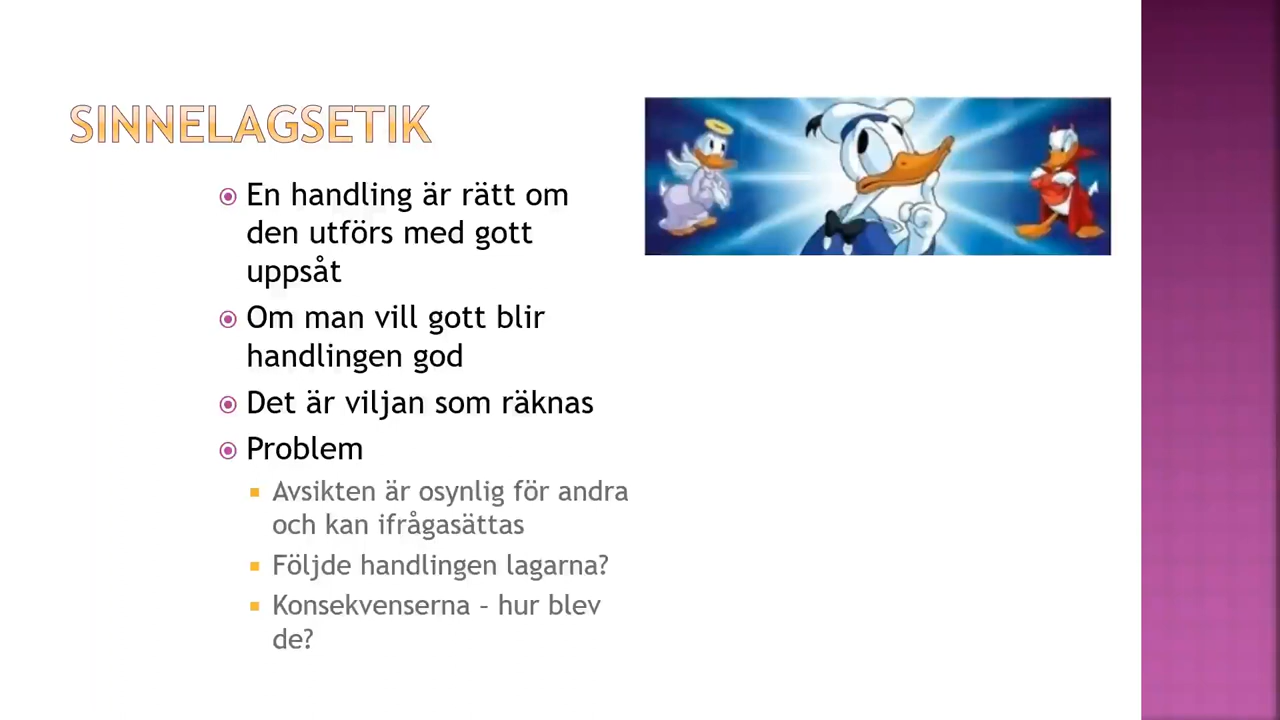 SINNELAGSETIK
En handling är rätt om
den utförs med gott
uppsåt
Om man vill gott blir
handlingen god
Det är viljan som räknas
Problem
Avsikten är osynlig för andra
och kan ifrågasättas
Följde handlingen lagarna?
Konsekvenserna – hur blev
de?